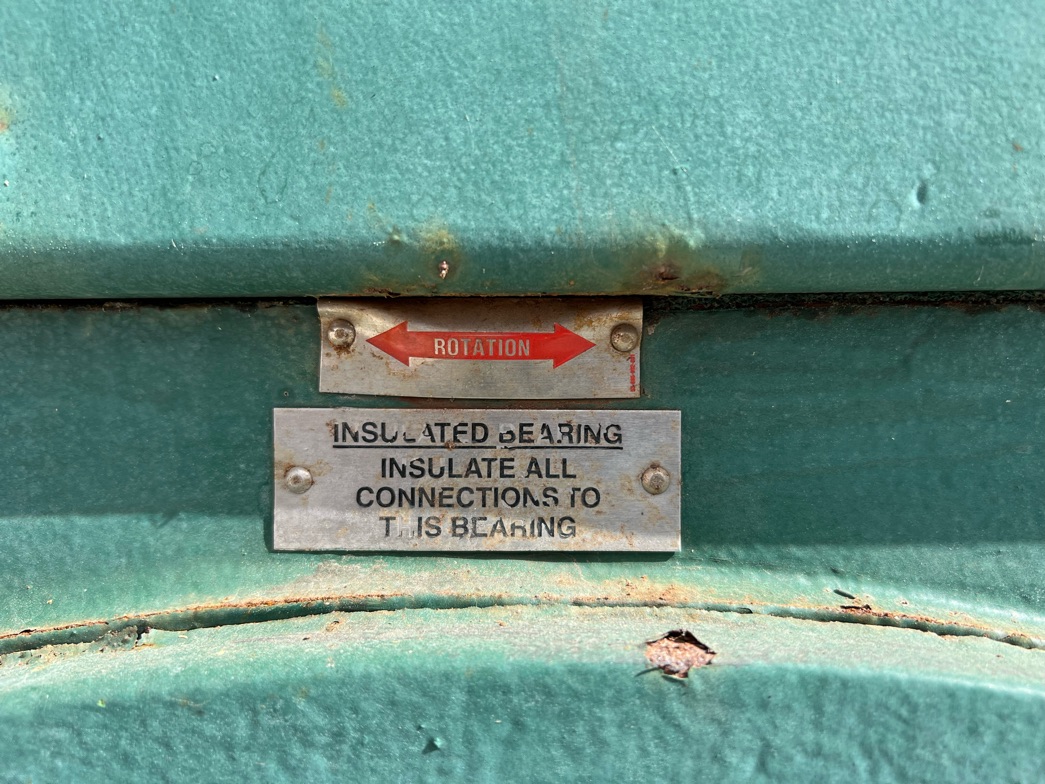 ROTATION
INSULATED BEARING
INSULATE ALL
CONNECTIONS TO
THIS BEARING